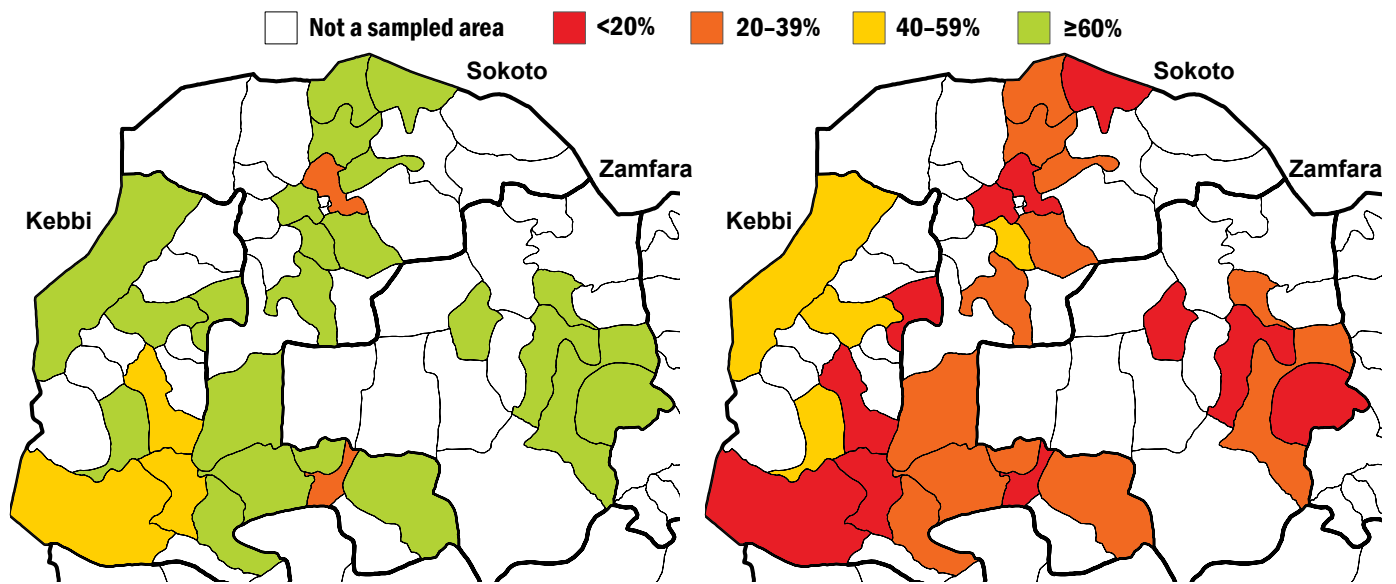 Not a sampled area <20% 20–39% 40–59% ≥60%
Sokoto
Zamfara
Kebbi
Sokoto
Zamfara
Kebbi